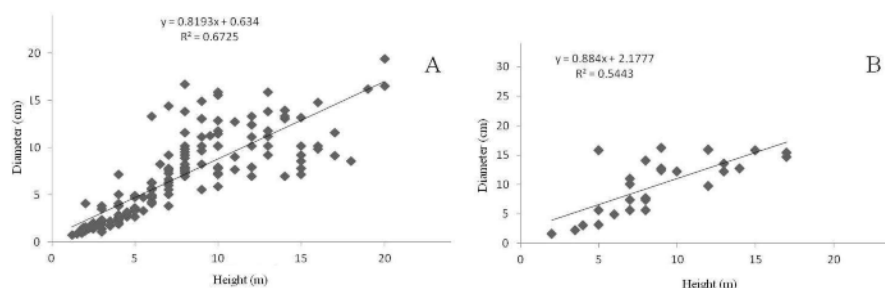 y = 0.8193x + 0.634
R² = 0.6725
A
Diameter (cm)
20
15
10
5
0
0 5 10 15 20
Height (m)
y = 0.884x + 2.1777
R² = 0.5443
B
Diameter (cm)
30
25
20
15
10
5
0
0 5 10 15 20
Height (m)